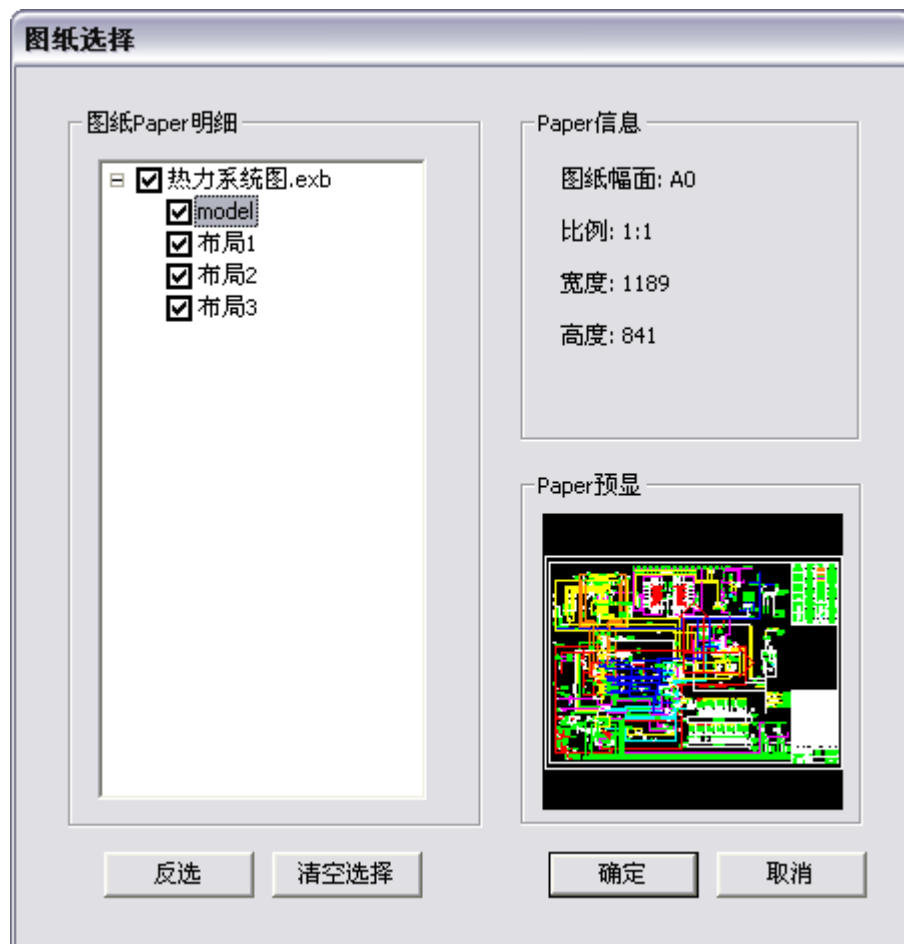 图纸选择
图纸Paper明细
热力系统图.exb
model
布局1
布局2
布局3
Paper信息
图纸幅面: A0
比例: 1:1
宽度: 1189
高度: 841
Paper预显
反选
清空选择
确定
取消